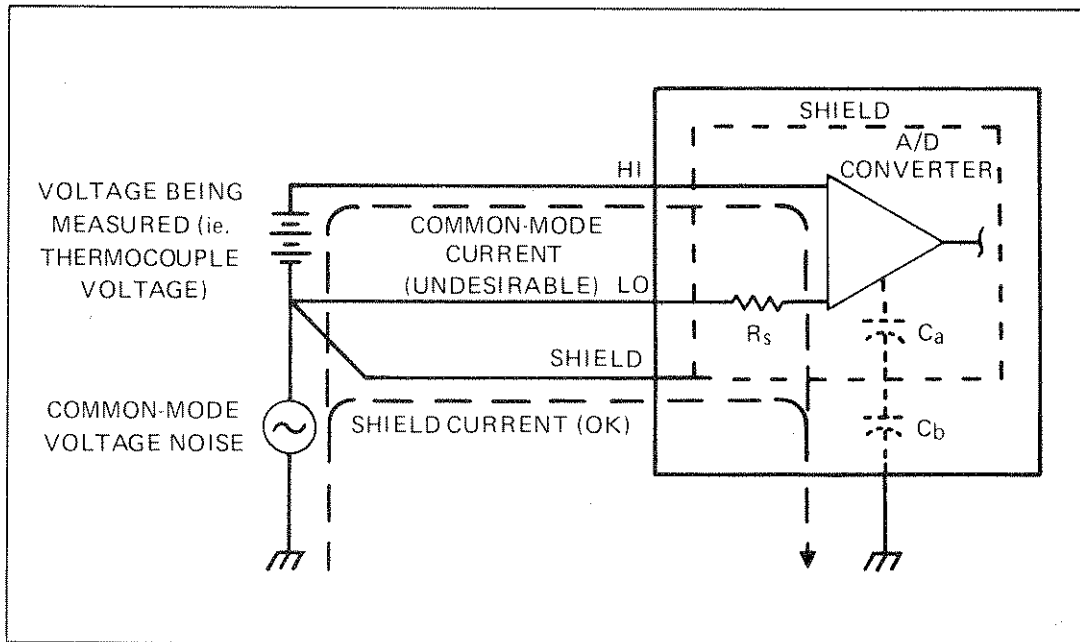 SHIELD
A/D
CONVERTER
HI
VOLTAGE BEING
MEASURED (ie.
THERMOCOUPLE
VOLTAGE)
COMMON-MODE
CURRENT
(UNDESIRABLE)
LO
Rs
Ca
SHIELD
COMMON-MODE
VOLTAGE NOISE
SHIELD CURRENT (OK)
Cb